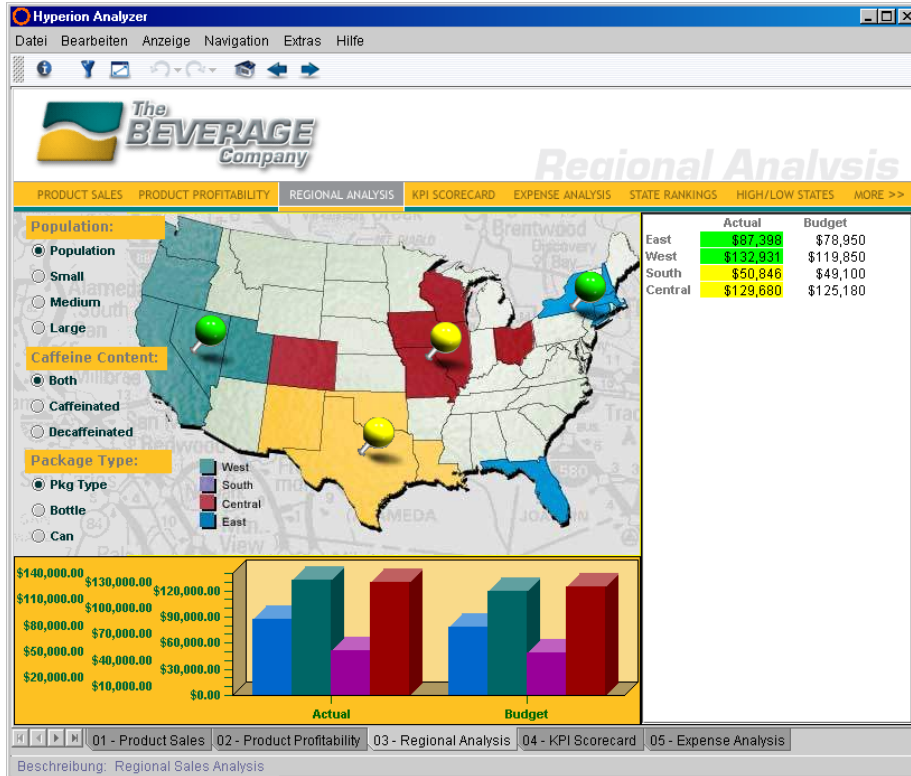 Hyperion Analyzer
Datei Bearbeiten Anzeige Navigation Extras Hilfe
The
BEVERAGE
Company
Regional Analysis
PRODUCT SALES PRODUCT PROFITABILITY REGIONAL ANALYSIS KPI SCORECARD EXPENSE ANALYSIS STATE RANKINGS HIGH/LOW STATES MORE >>
Population:
Population
Small
Medium
Large
Caffeine Content:
Both
Caffeinated
Decaffeinated
Package Type:
Pkg Type
Bottle
Can
West
South
Central
East
Actual Budget
East $87,398 $78,950
West $132,931 $119,850
South $50,846 $49,100
Central $129,680 $125,180
$140,000.00
$130,000.00
$120,000.00
$110,000.00
$100,000.00
$90,000.00
$80,000.00
$70,000.00
$60,000.00
$50,000.00
$40,000.00
$30,000.00
$20,000.00
$10,000.00
$0.00
Actual Budget
01 - Product Sales 02 - Product Profitability 03 - Regional Analysis 04 - KPI Scorecard 05 - Expense Analysis
Beschreibung: Regional Sales Analysis